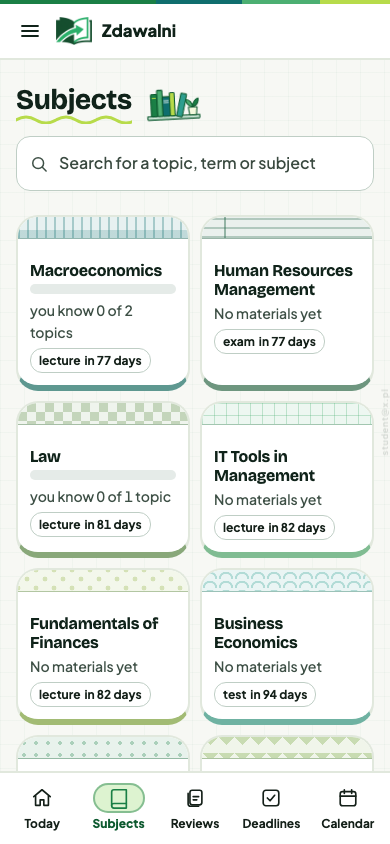 Zdawalni
Subjects
Search for a topic, term or subject
Macroeconomics
you know 0 of 2
topics
lecture in 77 days
Human Resources
Management
No materials yet
exam in 77 days
Law
you know 0 of 1 topic
lecture in 81 days
IT Tools in
Management
No materials yet
lecture in 82 days
student@z.pl
Fundamentals of
Finances
No materials yet
lecture in 82 days
Business
Economics
No materials yet
test in 94 days
Today
Subjects
Reviews
Deadlines
Calendar